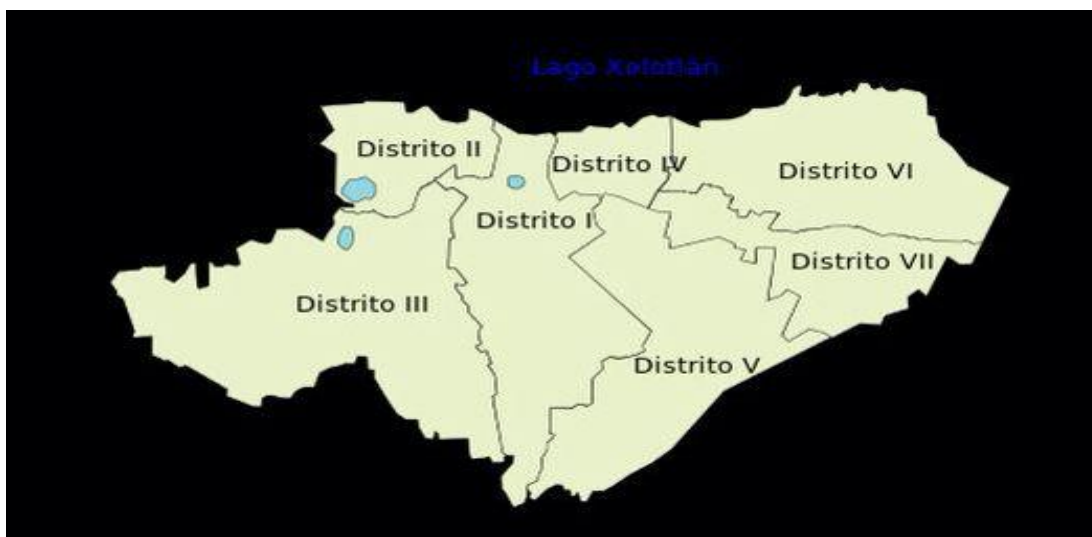 Lago Xolotlán
Distrito II
Distrito IV
Distrito VI
Distrito I
Distrito VII
Distrito III
Distrito V